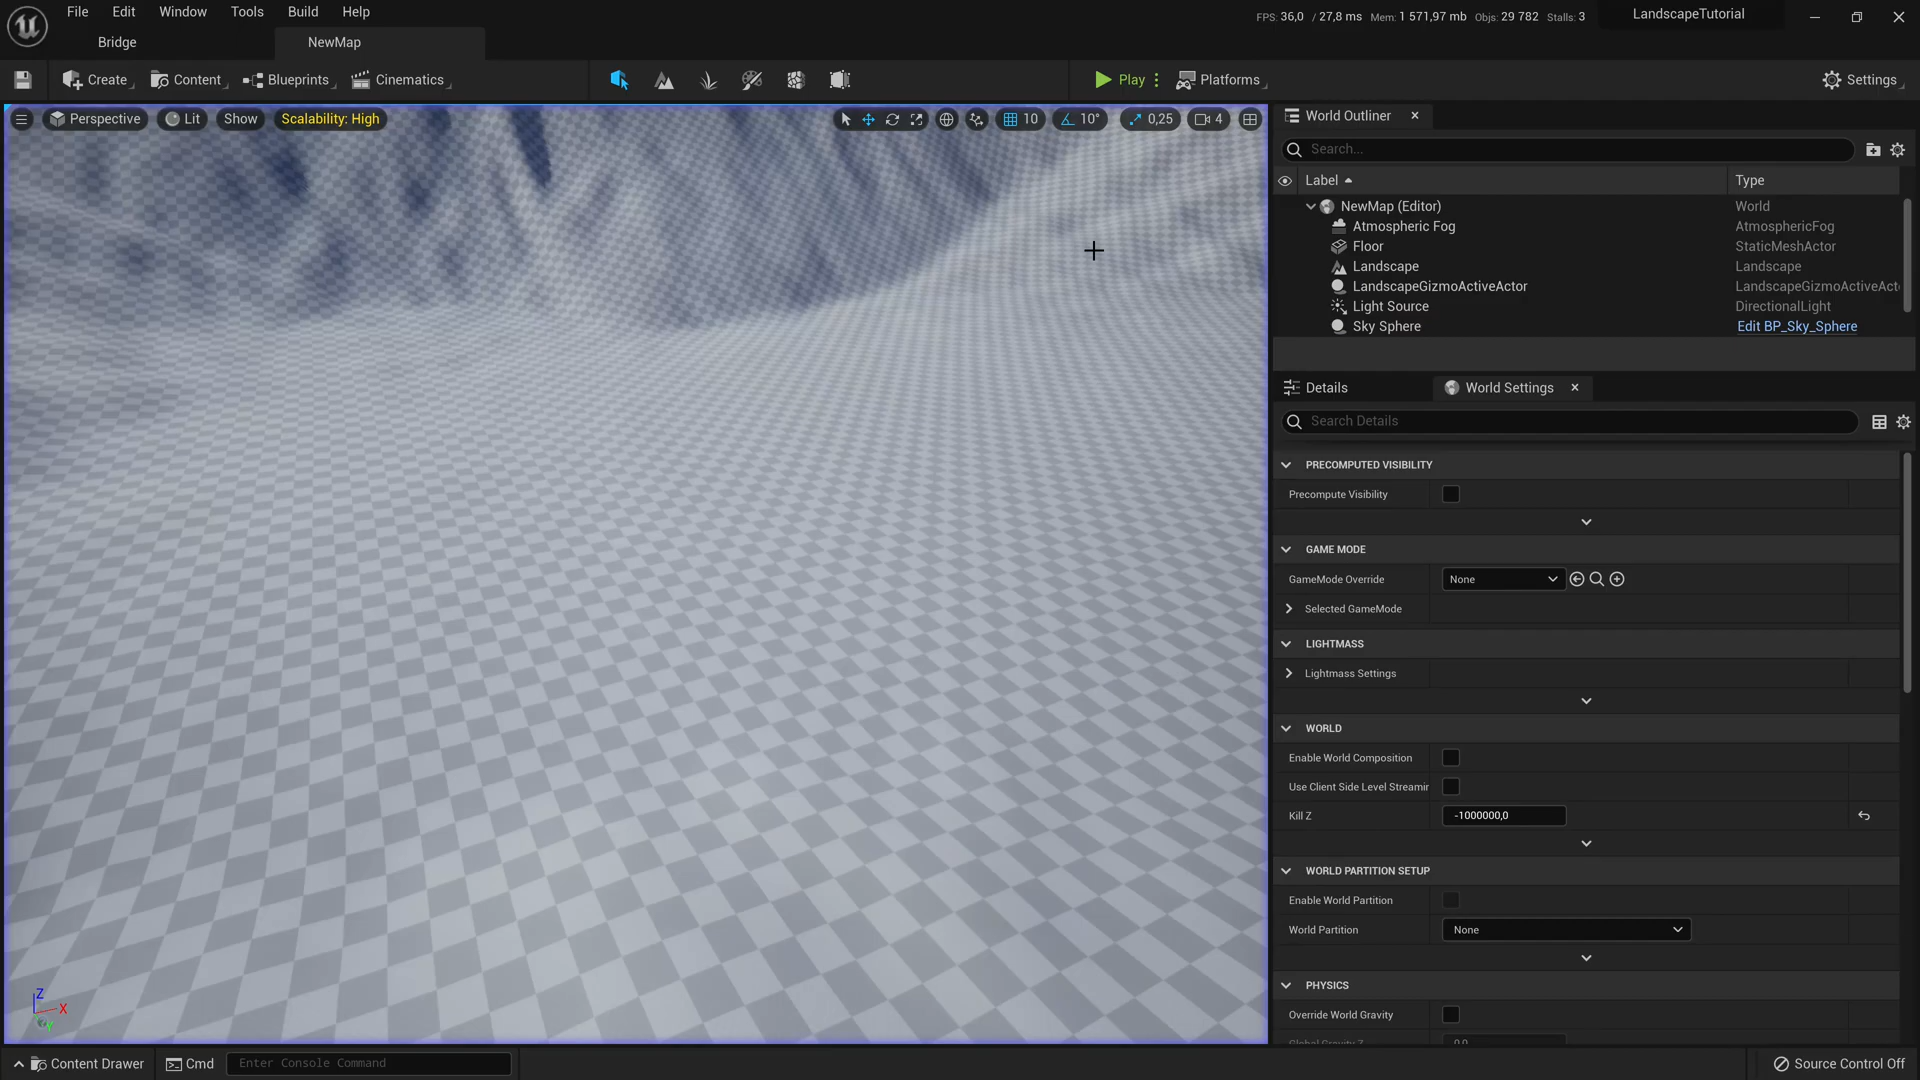 File Edit Window Tools Build Help
FPS: 36,0 / 27,8 ms Mem: 1 571,97 mb Objs: 29 782 Stalls: 3
LandscapeTutorial
Bridge
NewMap
Create
Content
Blueprints
Cinematics
Play
Platforms
Settings
Perspective
Lit
Show
Scalability: High
10
10°
0,25
4
World Outliner
Search...
Label
Type
NewMap (Editor) World
Atmospheric Fog AtmosphericFog
Floor StaticMeshActor
Landscape Landscape
LandscapeGizmoActiveActor LandscapeGizmoActiveAct
Light Source DirectionalLight
Sky Sphere Edit BP_Sky_Sphere
Details
World Settings
Search Details
PRECOMPUTED VISIBILITY
Precompute Visibility
GAME MODE
GameMode Override None
Selected GameMode
LIGHTMASS
Lightmass Settings
WORLD
Enable World Composition
Use Client Side Level Streamin
Kill Z -1000000,0
WORLD PARTITION SETUP
Enable World Partition
World Partition None
PHYSICS
Override World Gravity
Global Gravity Z 0,0
Z
X
Y
Content Drawer
Cmd
Enter Console Command
Source Control Off